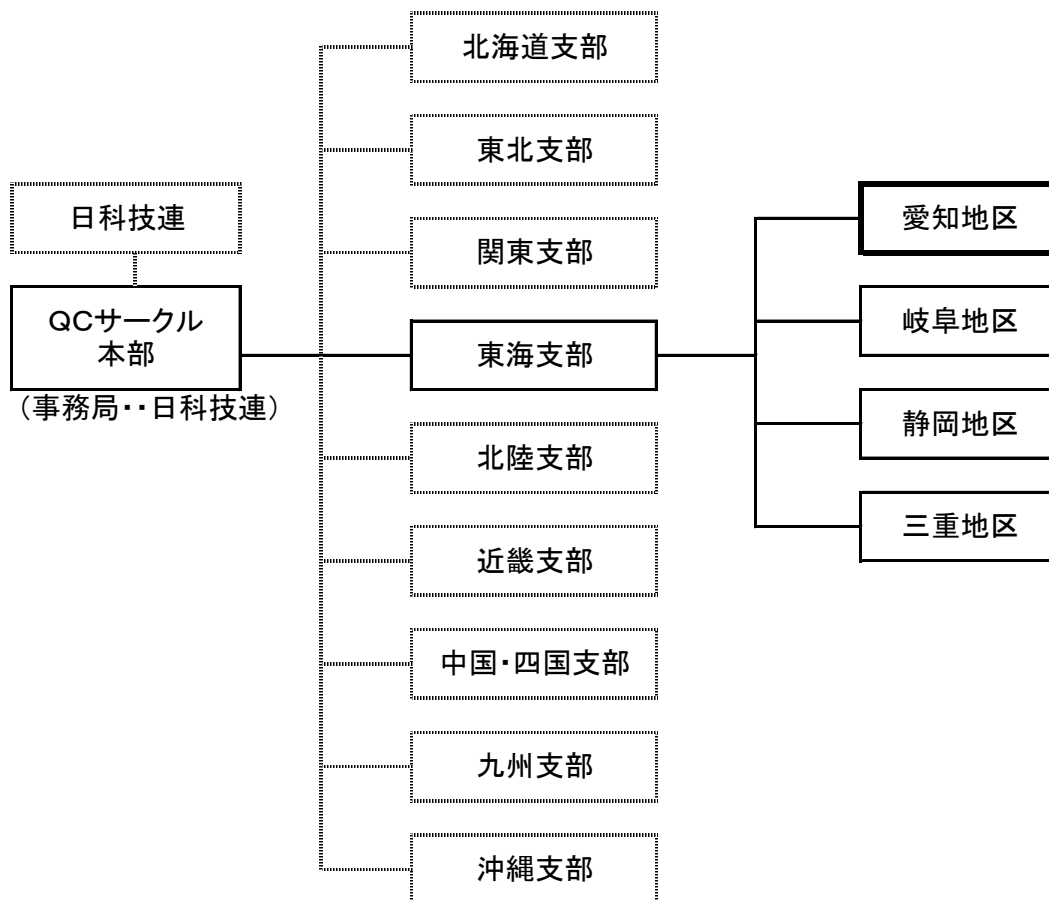 日科技連
QCサークル
本部
（事務局・・日科技連）
北海道支部
東北支部
関東支部
東海支部
北陸支部
近畿支部
中国・四国支部
九州支部
沖縄支部
愛知地区
岐阜地区
静岡地区
三重地区